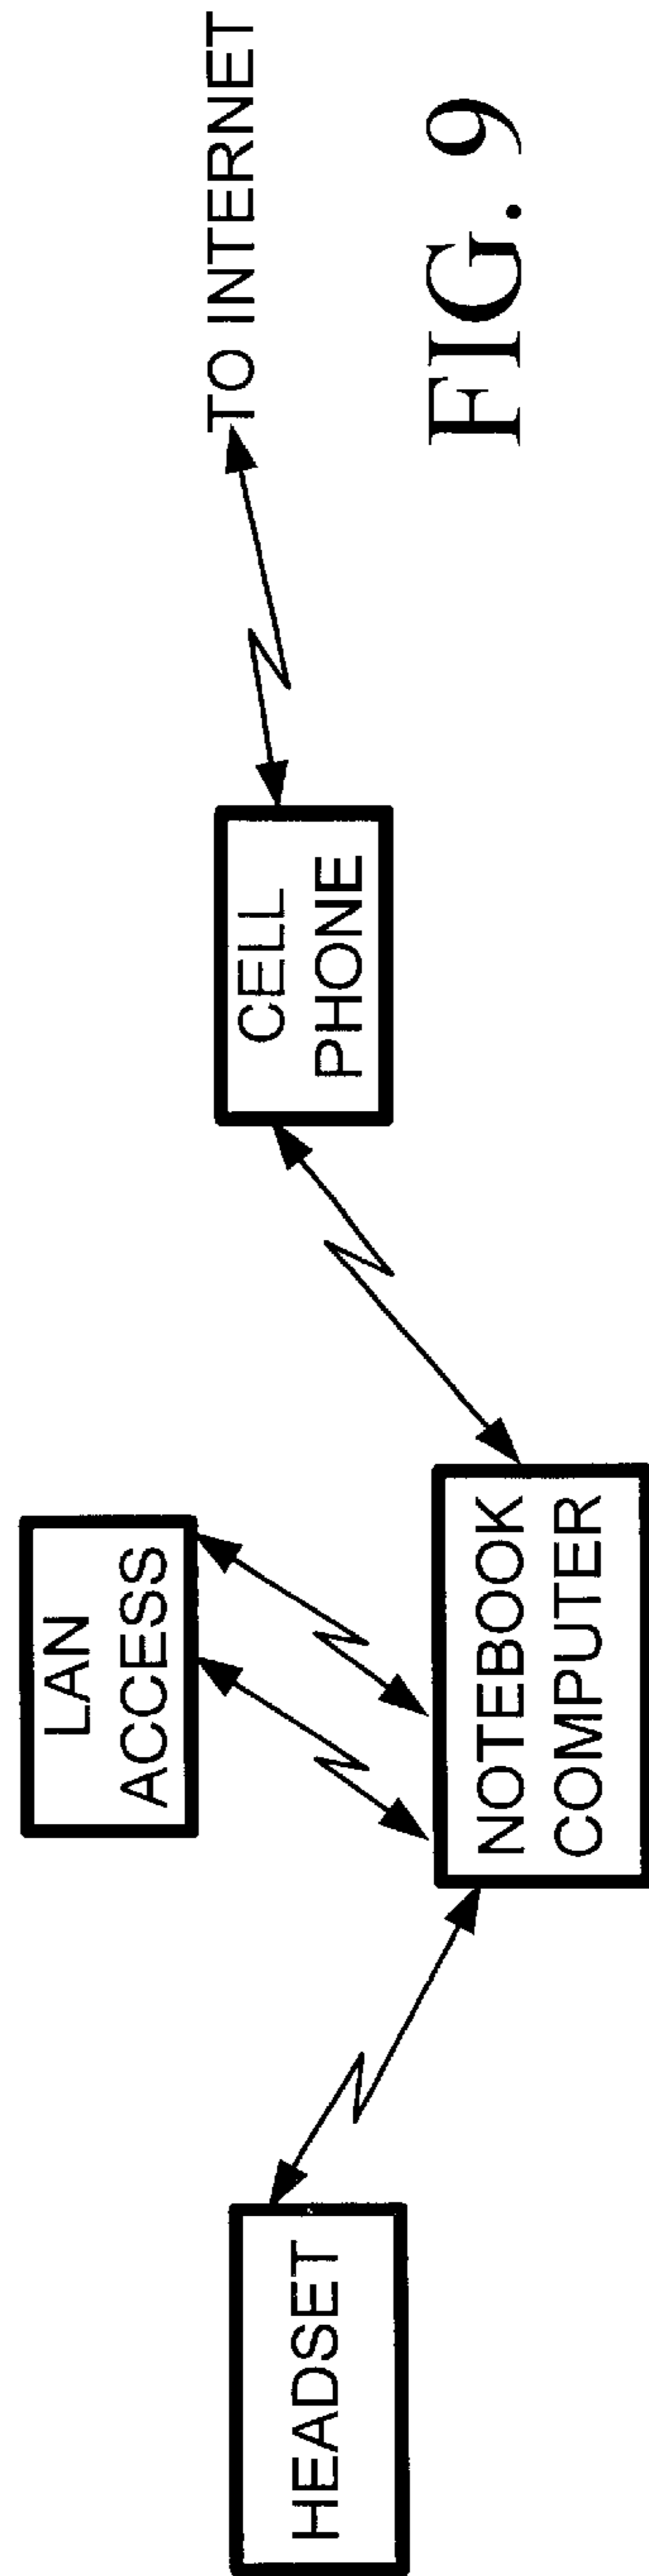 HEADSET
LAN
ACCESS
NOTEBOOK
COMPUTER
CELL
PHONE
TO INTERNET
FIG. 9